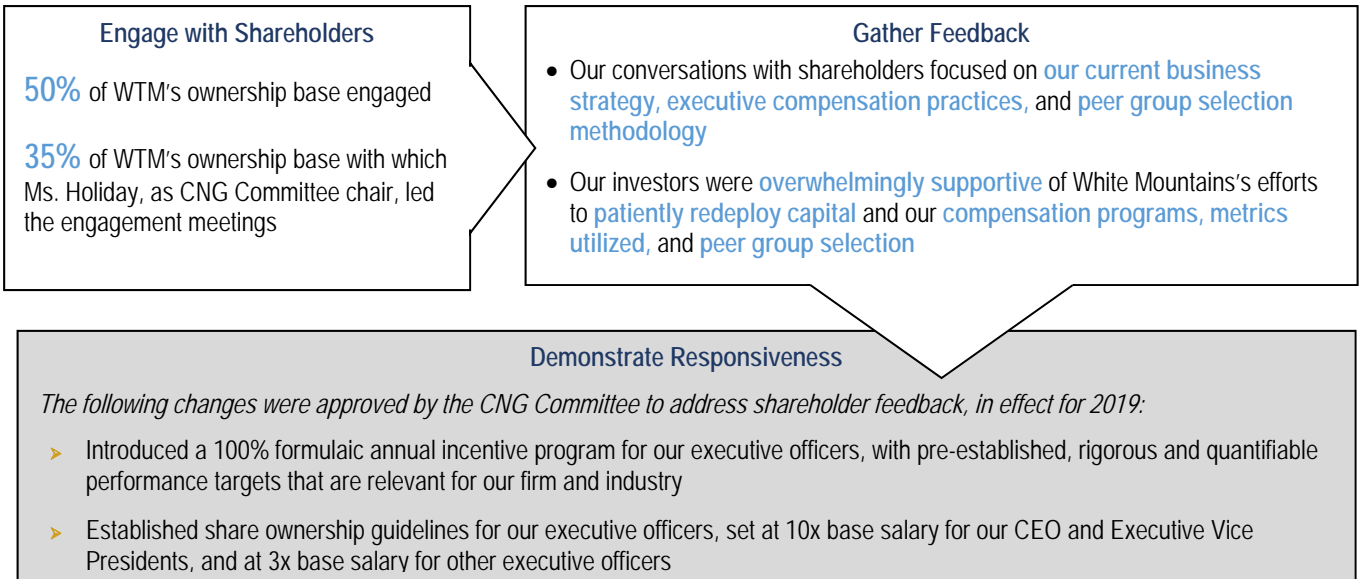 Engage with Shareholders
50% of WTM's ownership base engaged
35% of WTM's ownership base with which
Ms. Holiday, as CNG Committee chair, led
the engagement meetings
Gather Feedback
• Our conversations with shareholders focused on our current business
strategy, executive compensation practices, and peer group selection
methodology
• Our investors were overwhelmingly supportive of White Mountains's efforts
to patiently redeploy capital and our compensation programs, metrics
utilized, and peer group selection
Demonstrate Responsiveness
The following changes were approved by the CNG Committee to address shareholder feedback, in effect for 2019:
➢ Introduced a 100% formulaic annual incentive program for our executive officers, with pre-established, rigorous and quantifiable
performance targets that are relevant for our firm and industry
➢ Established share ownership guidelines for our executive officers, set at 10x base salary for our CEO and Executive Vice
Presidents, and at 3x base salary for other executive officers